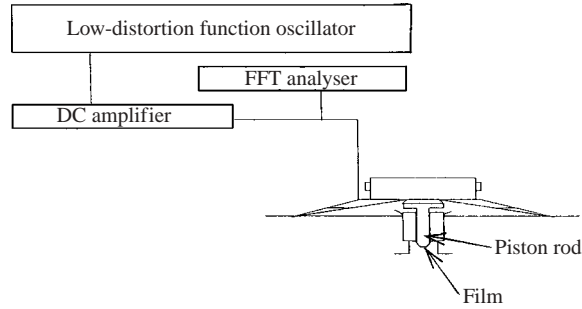 Low-distortion function oscillator
FFT analyser
DC amplifier
Piston rod
Film